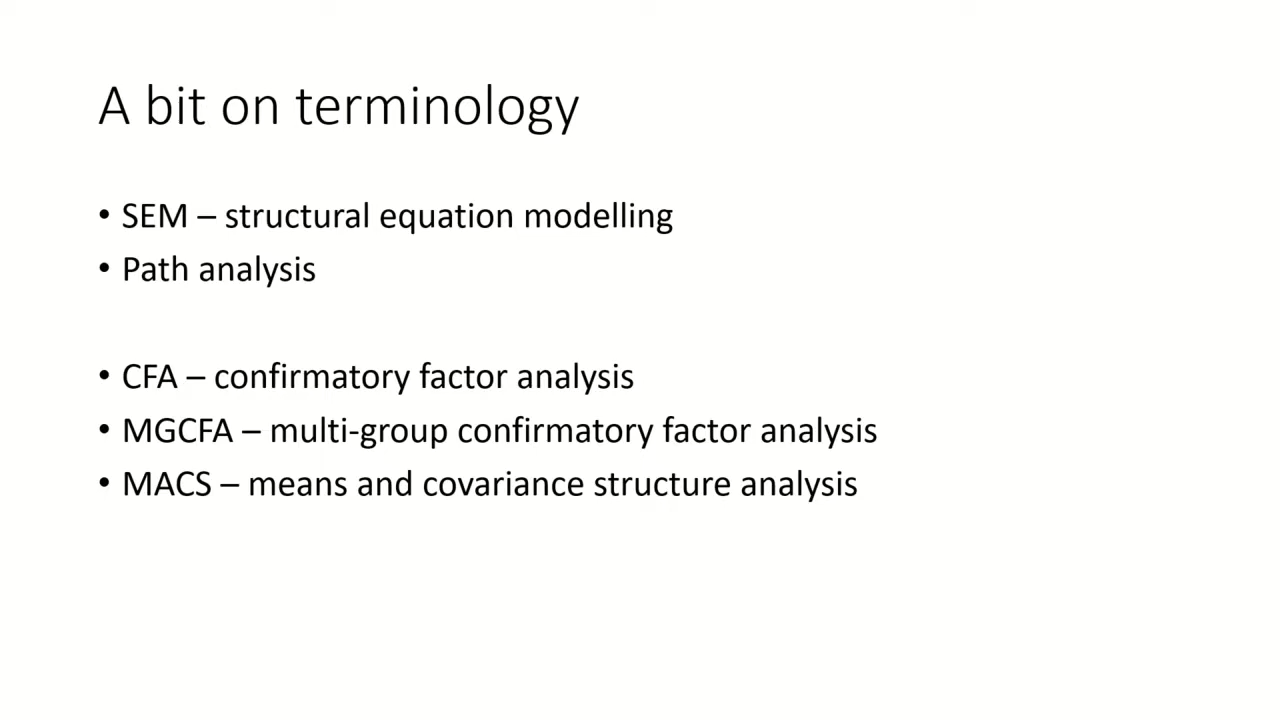 A bit on terminology
• SEM – structural equation modelling
• Path analysis
• CFA – confirmatory factor analysis
• MGCFA – multi-group confirmatory factor analysis
• MACS – means and covariance structure analysis